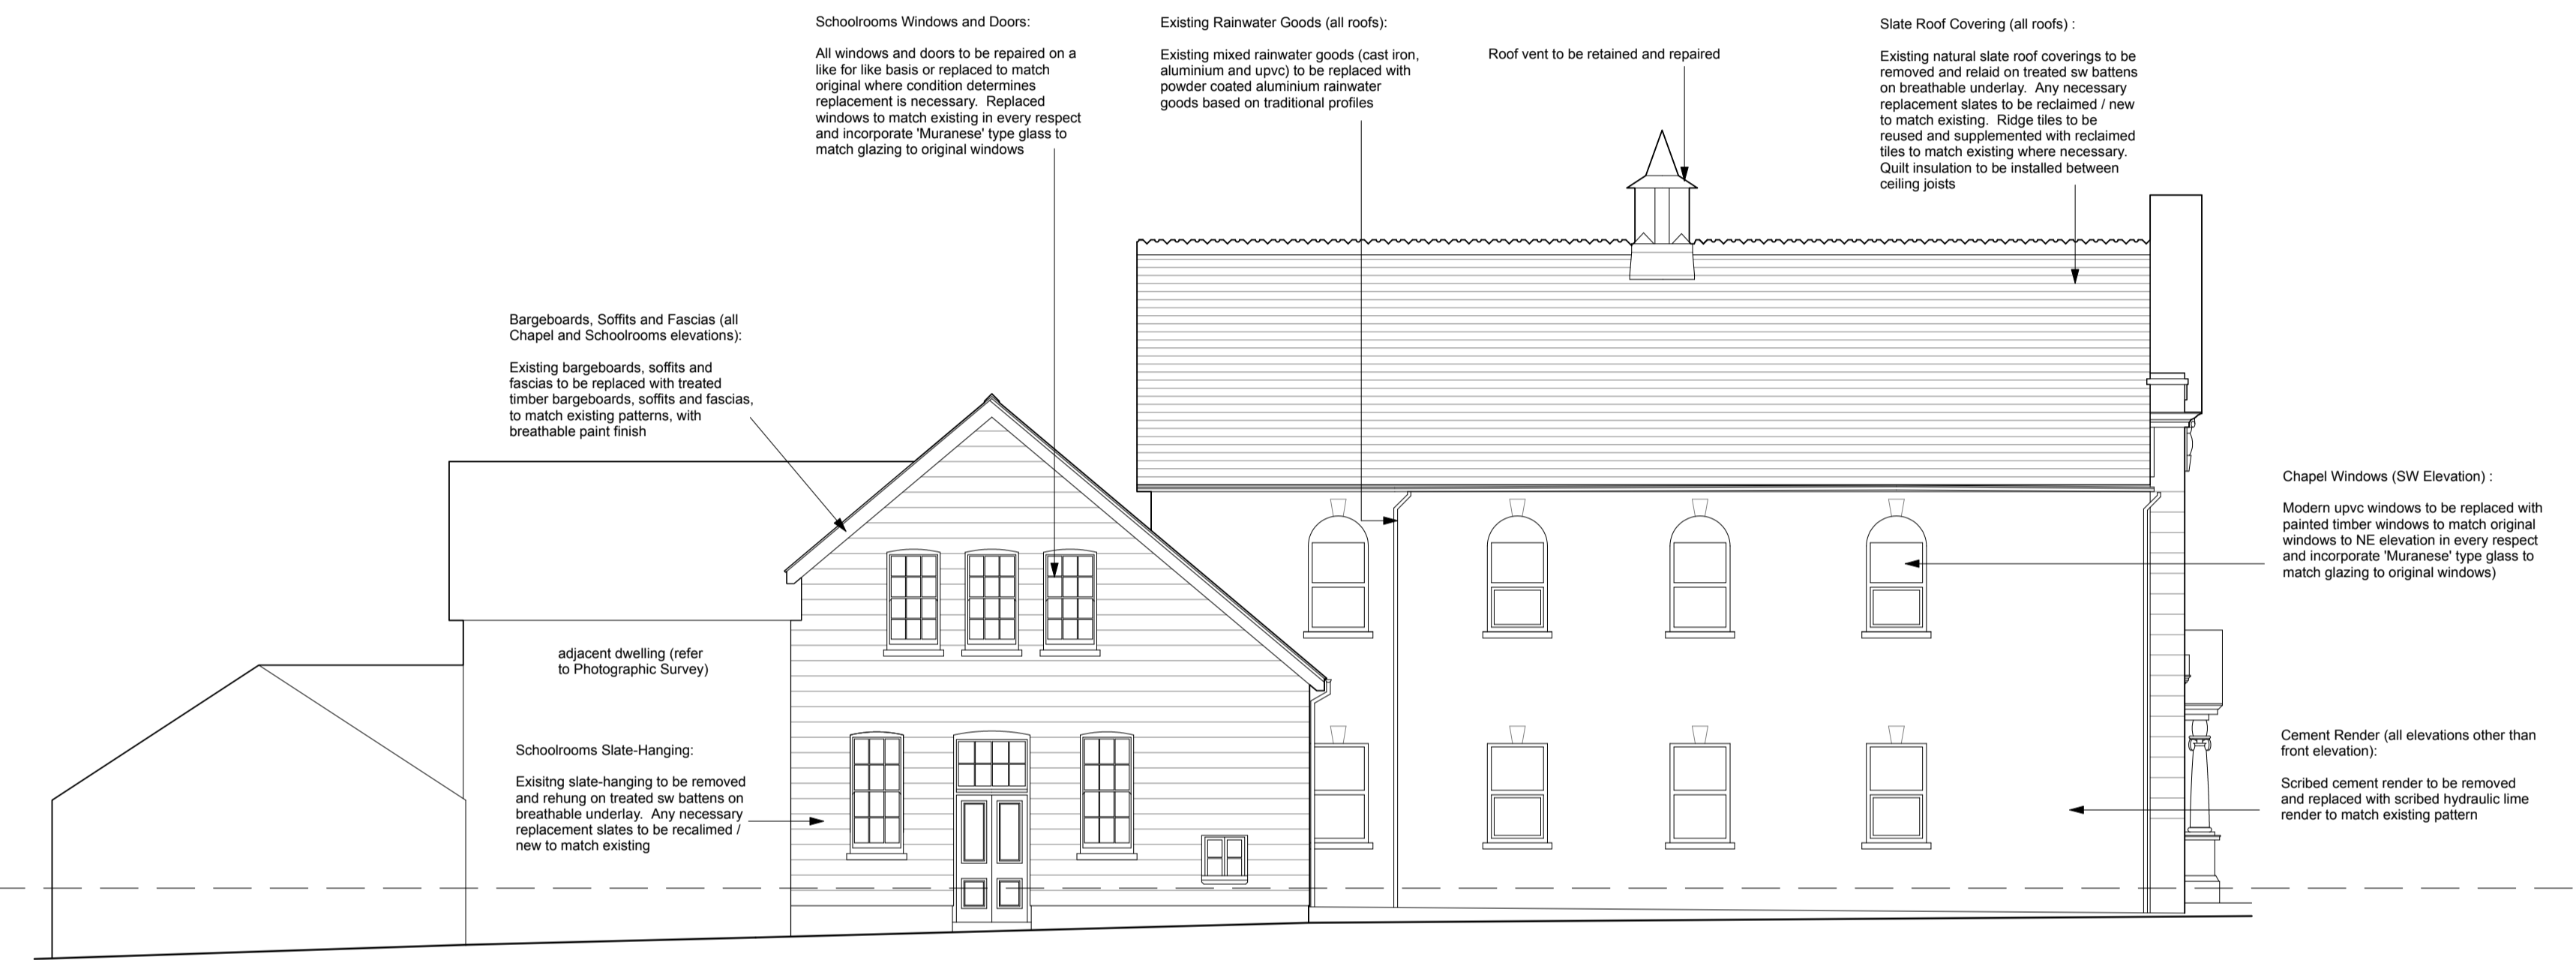 Schoolrooms Windows and Doors:
All windows and doors to be repaired on a
like for like basis or replaced to match
original where condition determines
replacement is necessary.  Replaced
windows to match existing in every respect
and incorporate 'Muranese' type glass to
match glazing to original windows
Existing Rainwater Goods (all roofs):
Existing mixed rainwater goods (cast iron,
aluminium and upvc) to be replaced with
powder coated aluminium rainwater
goods based on traditional profiles
Roof vent to be retained and repaired
Slate Roof Covering (all roofs) :
Existing natural slate roof coverings to be
removed and relaid on treated sw battens
on breathable underlay.  Any necessary
replacement slates to be reclaimed / new
to match existing.  Ridge tiles to be
reused and supplemented with reclaimed
tiles to match existing where necessary.
Quilt insulation to be installed between
ceiling joists
Bargeboards, Soffits and Fascias (all
Chapel and Schoolrooms elevations):
Existing bargeboards, soffits and
fascias to be replaced with treated
timber bargeboards, soffits and fascias,
to match existing patterns, with
breathable paint finish
Chapel Windows (SW Elevation) :
Modern upvc windows to be replaced with
painted timber windows to match original
windows to NE elevation in every respect
and incorporate 'Muranese' type glass to
match glazing to original windows)
adjacent dwelling (refer
to Photographic Survey)
Schoolrooms Slate-Hanging:
Exisitng slate-hanging to be removed
and rehung on treated sw battens on
breathable underlay.  Any necessary
replacement slates to be recalimed /
new to match existing
Cement Render (all elevations other than
front elevation):
Scribed cement render to be removed
and replaced with scribed hydraulic lime
render to match existing pattern